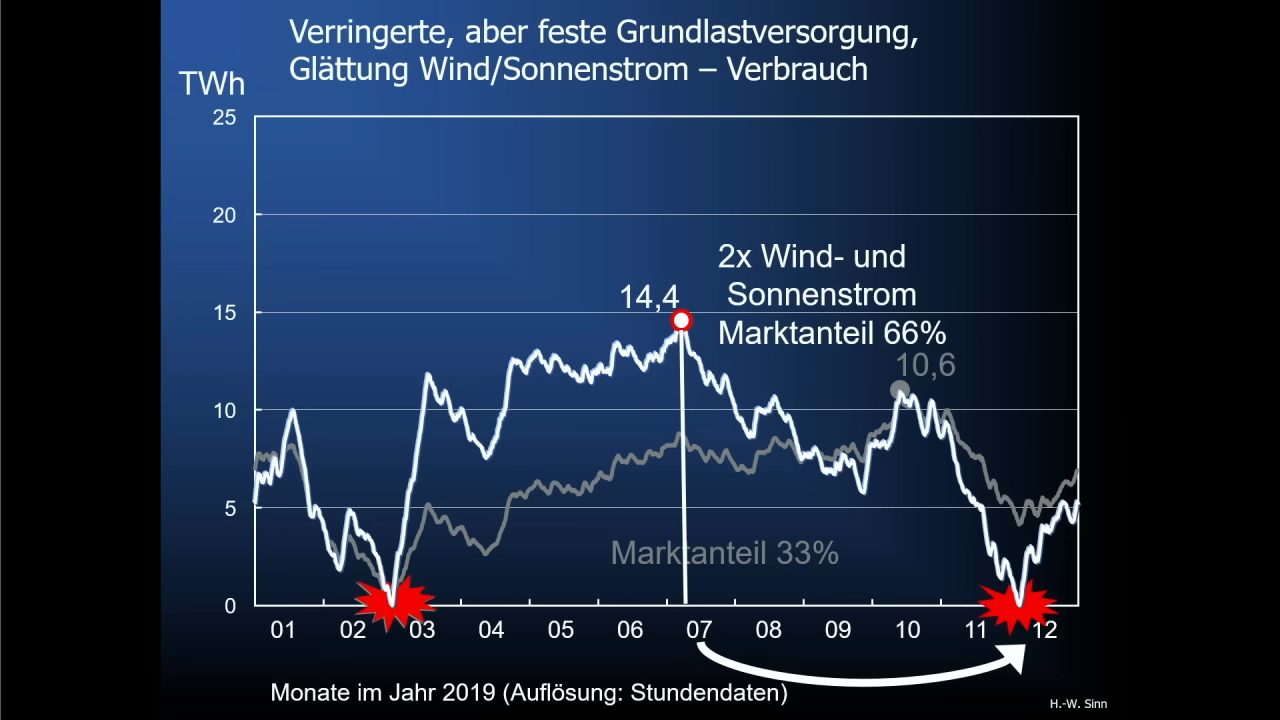 Verringerte, aber feste Grundlastversorgung,
Glättung Wind/Sonnenstrom – Verbrauch
TWh
25
20
15
10
5
0
2x Wind- und
Sonnenstrom
Marktanteil 66%
14,4
10,6
Marktanteil 33%
01 02 03 04 05 06 07 08 09 10 11 12
Monate im Jahr 2019 (Auflösung: Stundendaten)
H.-W. Sinn